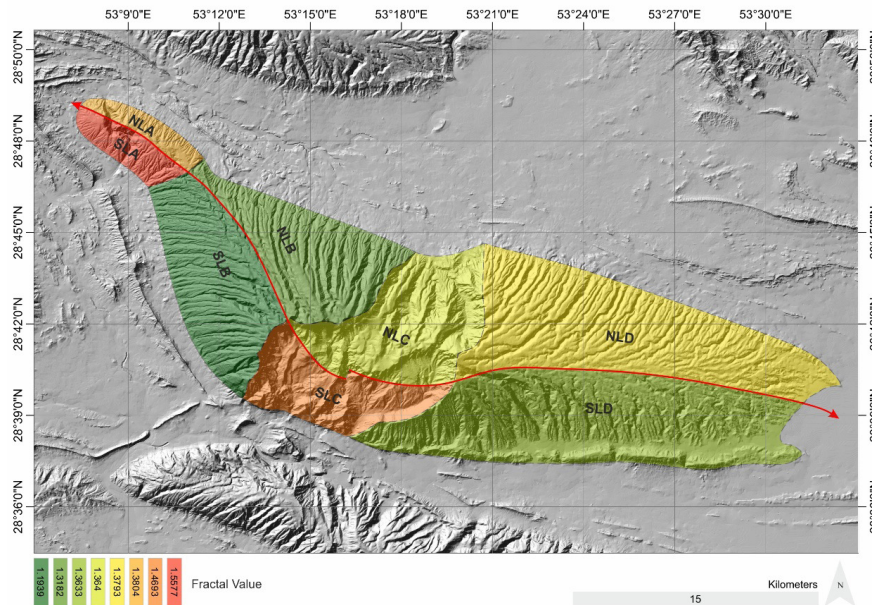 53°9'0"E 53°12'0"E 53°15'0"E 53°18'0"E 53°21'0"E 53°24'0"E 53°27'0"E 53°30'0"E
28°50'0"N
28°48'0"N
28°45'0"N
28°42'0"N
28°39'0"N
28°36'0"N
NLA
SLA
NLB
SLB
NLC
NLD
SLC
SLD
1.1939
1.3182
1.3633
1.364
1.3793
1.3804
1.4693
1.5577
Fractal Value
Kilometers
15
N